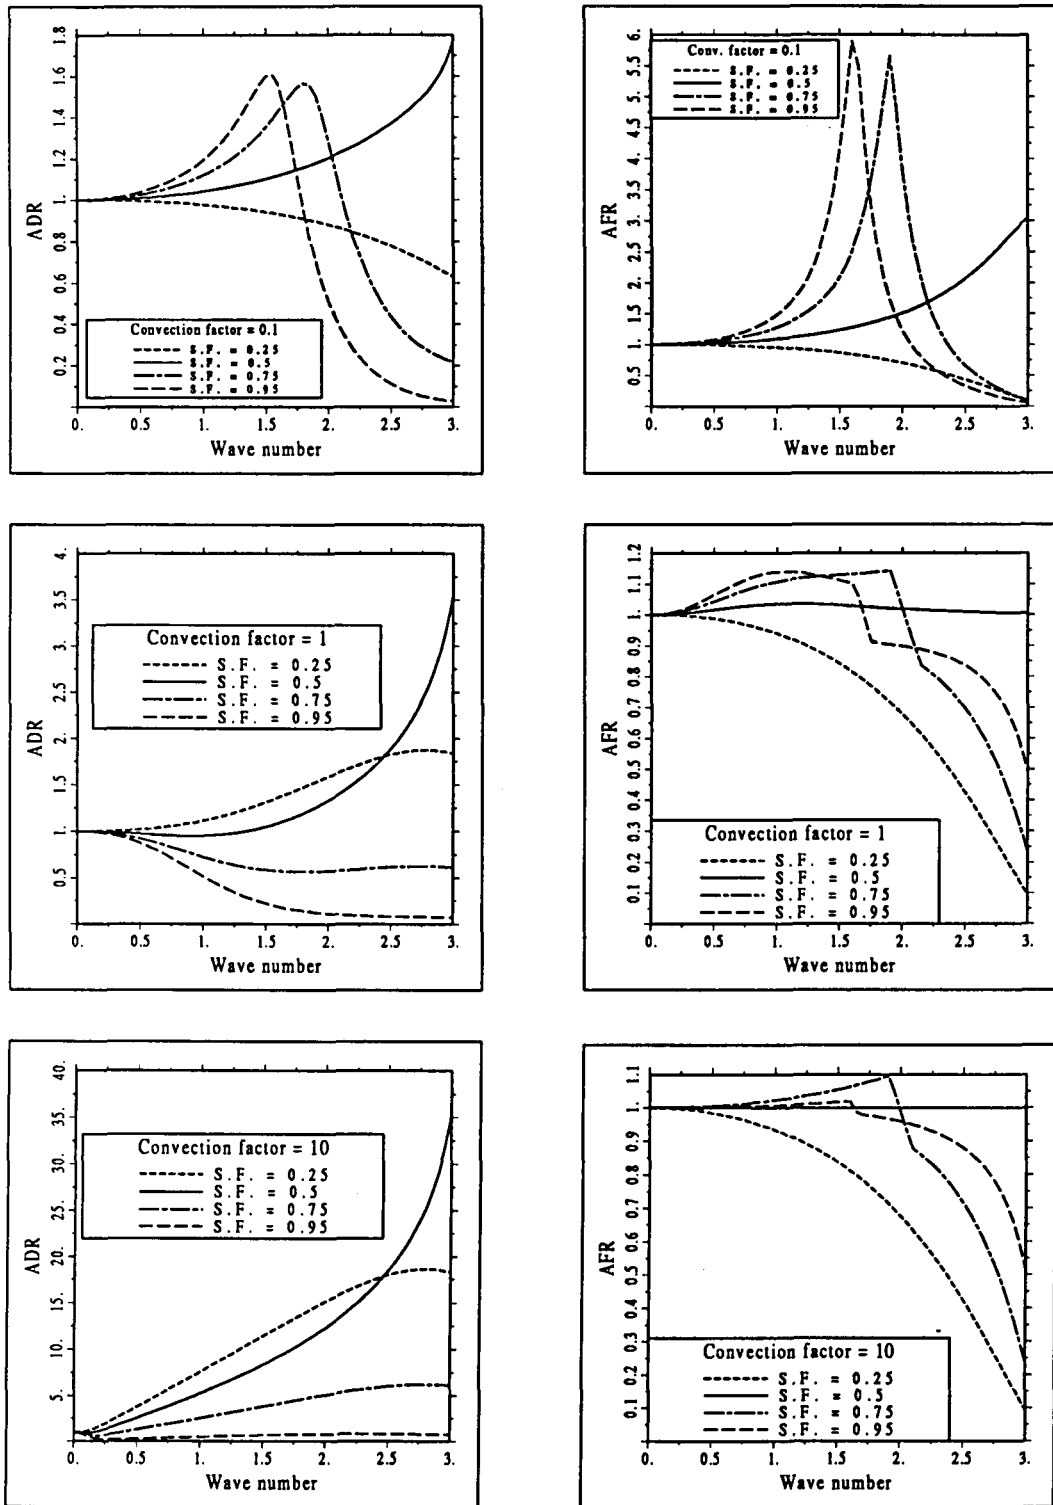 1.8
1.6
1.4
1.2
1.
0.8
0.6
0.4
0.2
ADR
Convection factor = 0.1
S.F. = 0.25
S.F. = 0.5
S.F. = 0.75
S.F. = 0.95
0. 0.5 1. 1.5 2. 2.5 3.
Wave number
6.
5.5
5.
4.5
4.
3.5
3.
2.5
2.
1.5
1.
0.5
AFR
Conv. factor = 0.1
S.F. = 0.25
S.F. = 0.5
S.F. = 0.75
S.F. = 0.95
0. 0.5 1. 1.5 2. 2.5 3.
Wave number
4.
3.5
3.
2.5
2.
1.5
1.
0.5
ADR
Convection factor = 1
S.F. = 0.25
S.F. = 0.5
S.F. = 0.75
S.F. = 0.95
0. 0.5 1. 1.5 2. 2.5 3.
Wave number
1.2
1.1
1.
0.9
0.8
0.7
0.6
0.5
0.4
0.3
0.2
0.1
AFR
Convection factor = 1
S.F. = 0.25
S.F. = 0.5
S.F. = 0.75
S.F. = 0.95
0. 0.5 1. 1.5 2. 2.5 3.
Wave number
40.
35.
30.
25.
20.
15.
10.
5.
ADR
Convection factor = 10
S.F. = 0.25
S.F. = 0.5
S.F. = 0.75
S.F. = 0.95
0. 0.5 1. 1.5 2. 2.5 3.
Wave number
1.1
1.
0.9
0.8
0.7
0.6
0.5
0.4
0.3
0.2
0.1
AFR
Convection factor = 10
S.F. = 0.25
S.F. = 0.5
S.F. = 0.75
S.F. = 0.95
0. 0.5 1. 1.5 2. 2.5 3.
Wave number